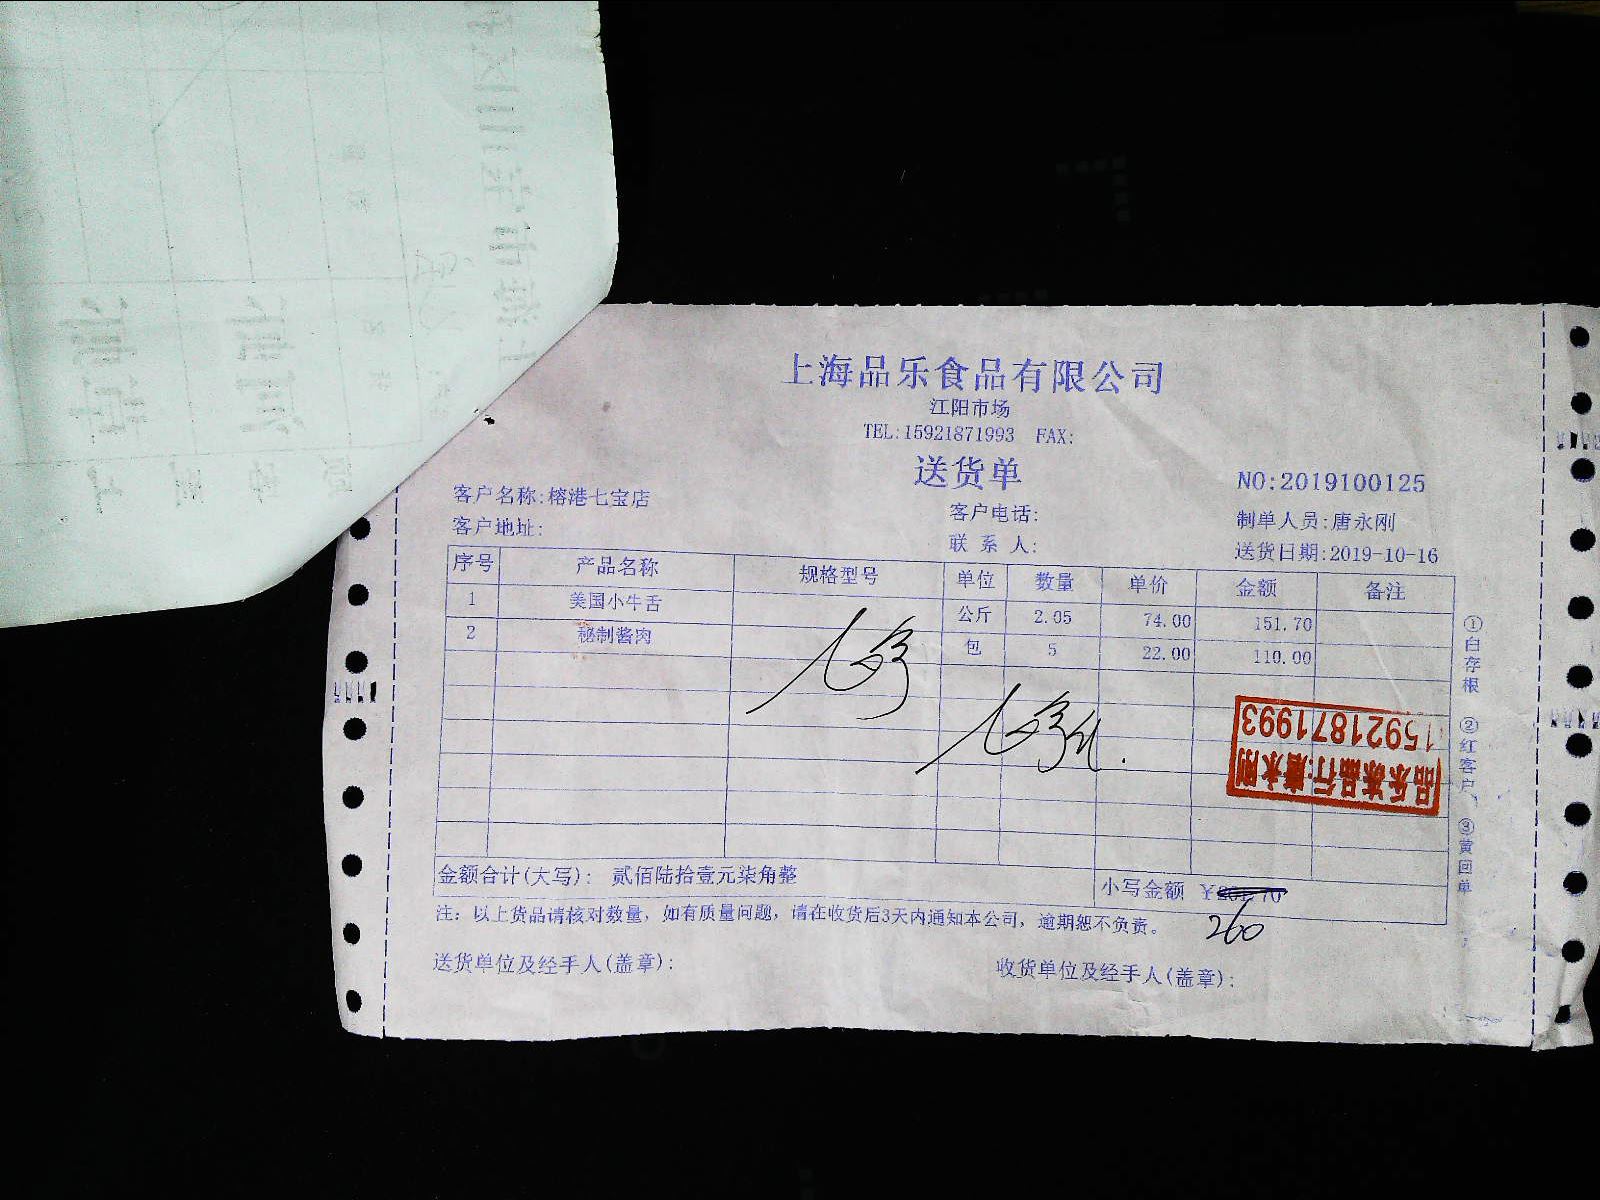 上海品乐食品有限公司
江阳市场
TEL:15921871993 FAX:
送货单
NO:2019100125
客户名称:榕港七宝店
客户电话:
制单人员:唐永刚
客户地址:
联系人:
送货日期:2019-10-16
序号 产品名称 规格型号 单位 数量 单价 金额 备注
1 美国小牛舌 公斤 2.05 74.00 151.70
2 秘制酱肉 包 5 22.00 110.00
①白存根 ②红客户 ③黄回单
15921871993
品乐冻品行:唐永刚
金额合计(大写): 贰佰陆拾壹元柒角整
小写金额 ¥261.70
260
注: 以上货品请核对数量, 如有质量问题, 请在收货后3天内通知本公司, 逾期恕不负责。
送货单位及经手人(盖章):
收货单位及经手人(盖章):